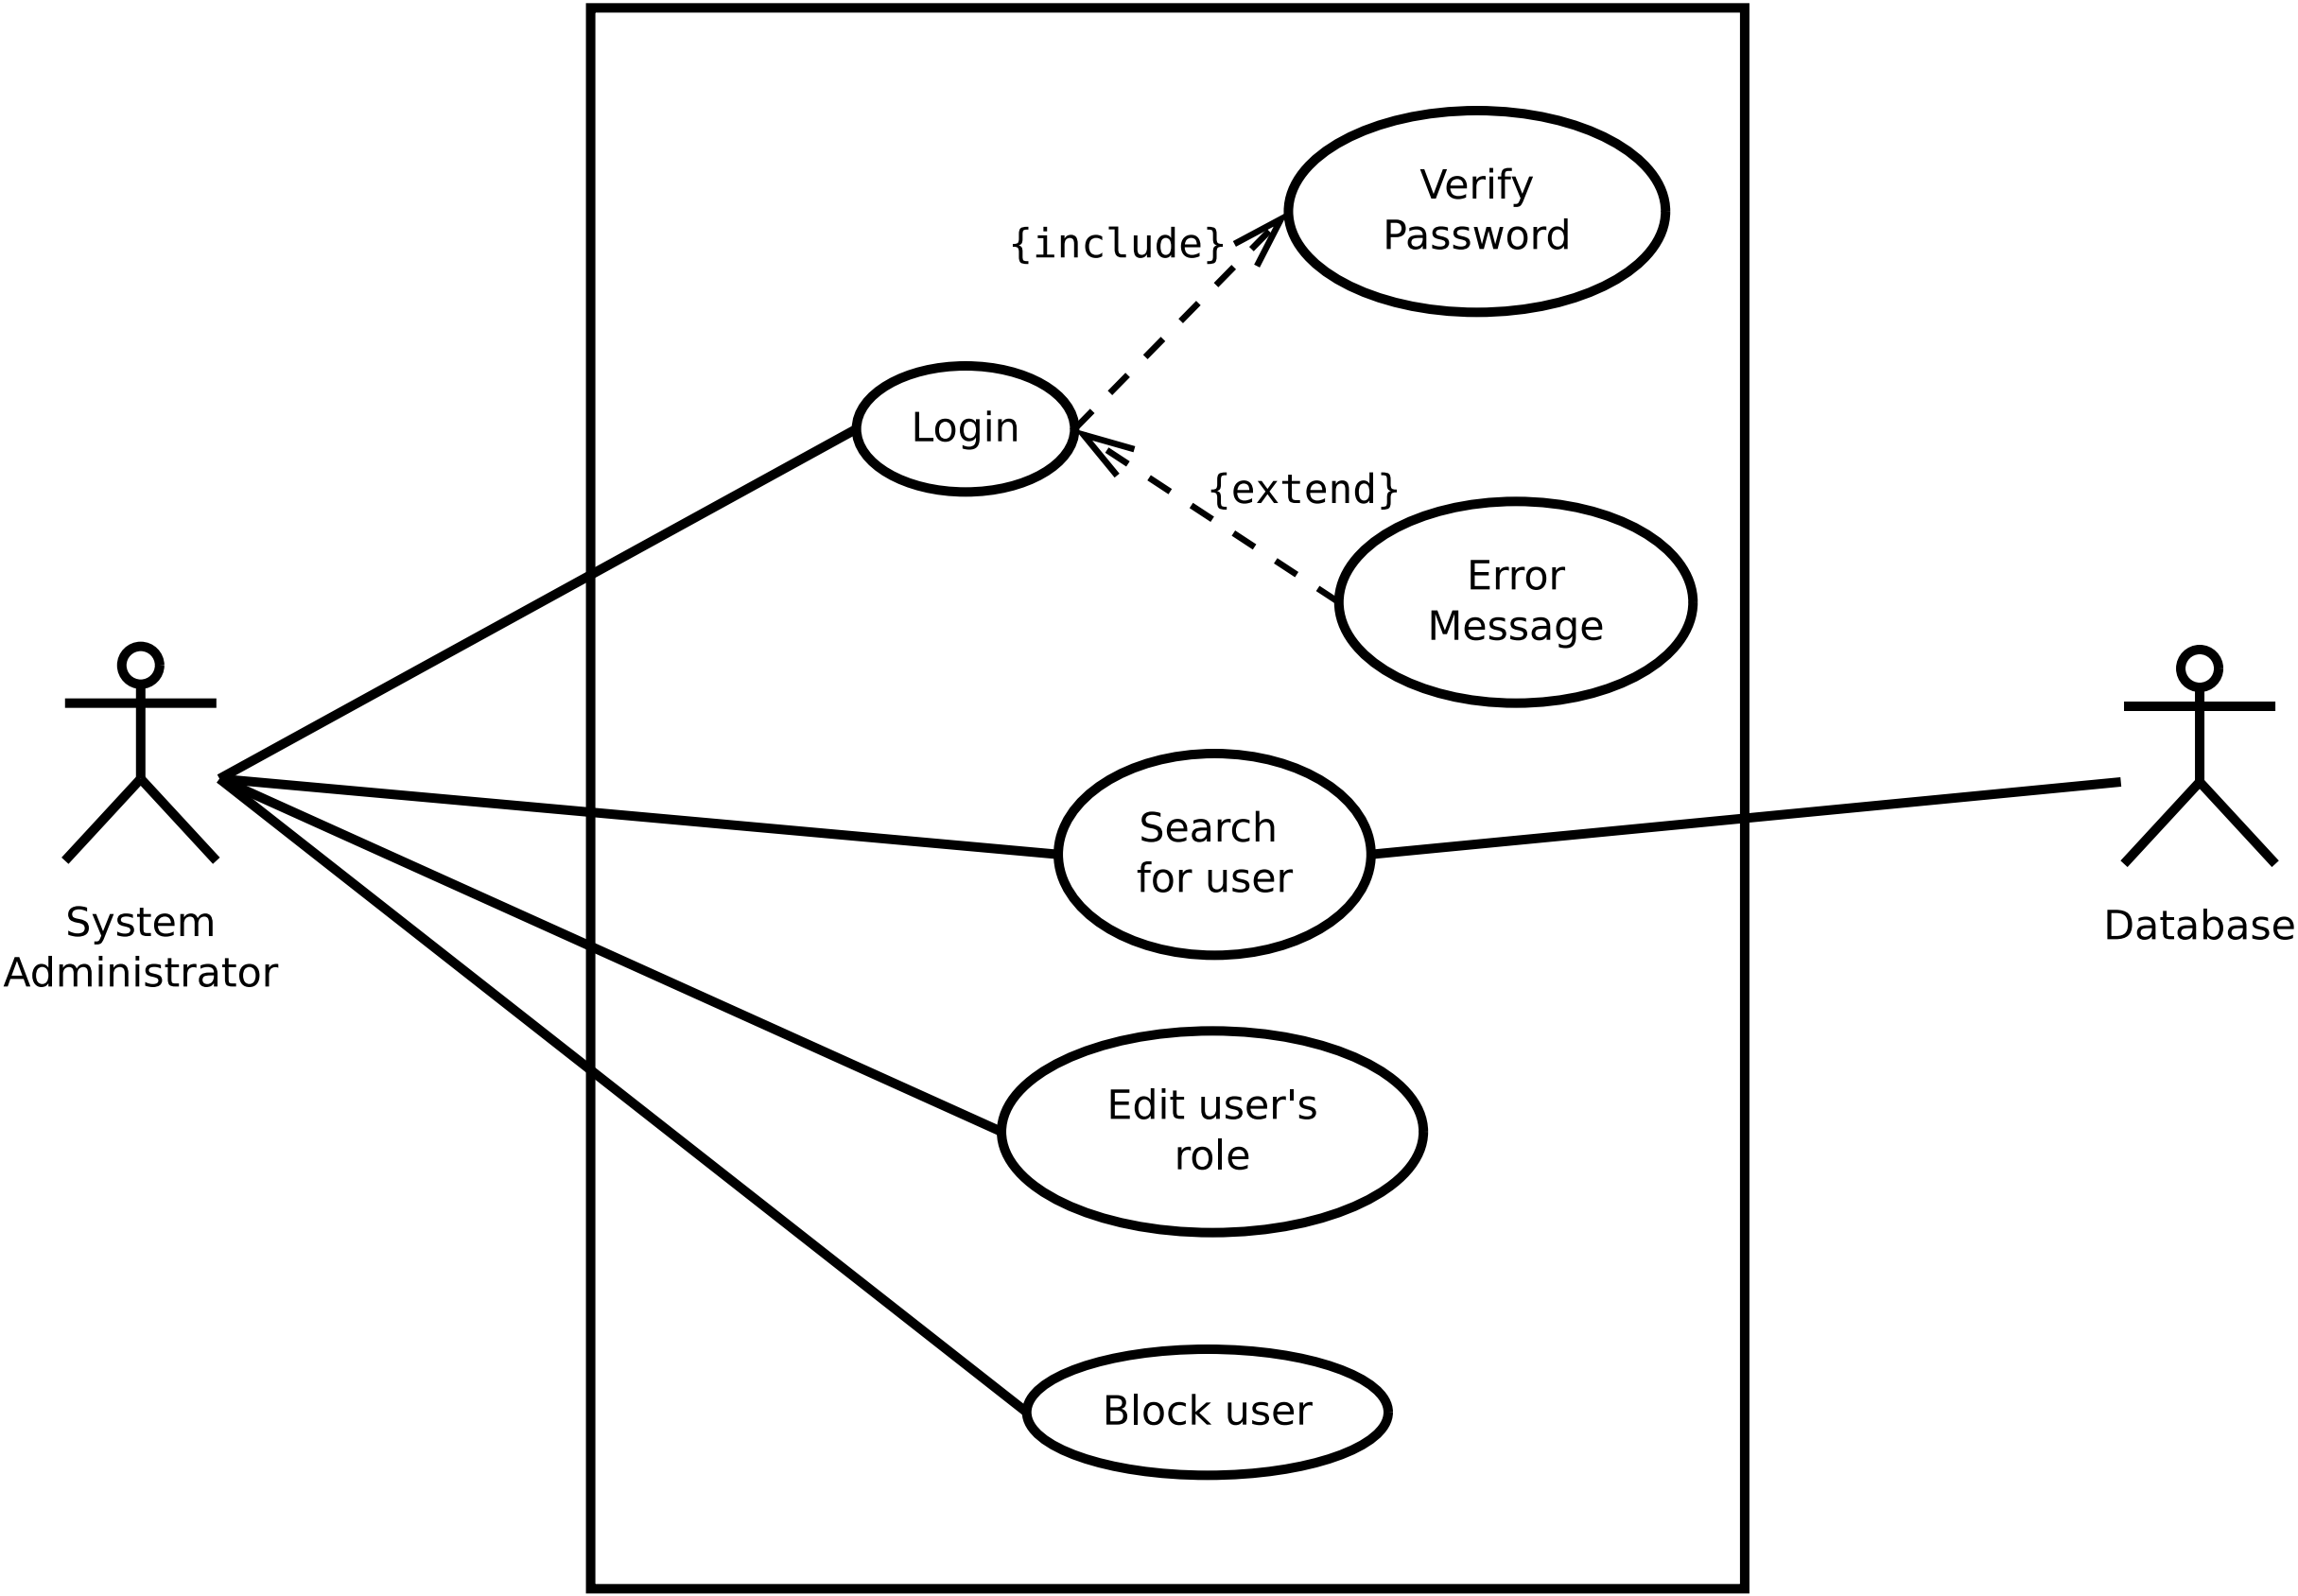 Verify
Password
{include}
Login
{extend}
Error
Message
Search
for user
System
Administrator
Database
Edit user's
role
Block user